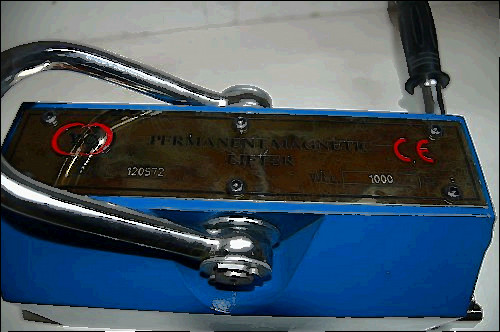 PERMANENT MAGNETIC
LIFTER
CE
120572
W.L.L. 1000